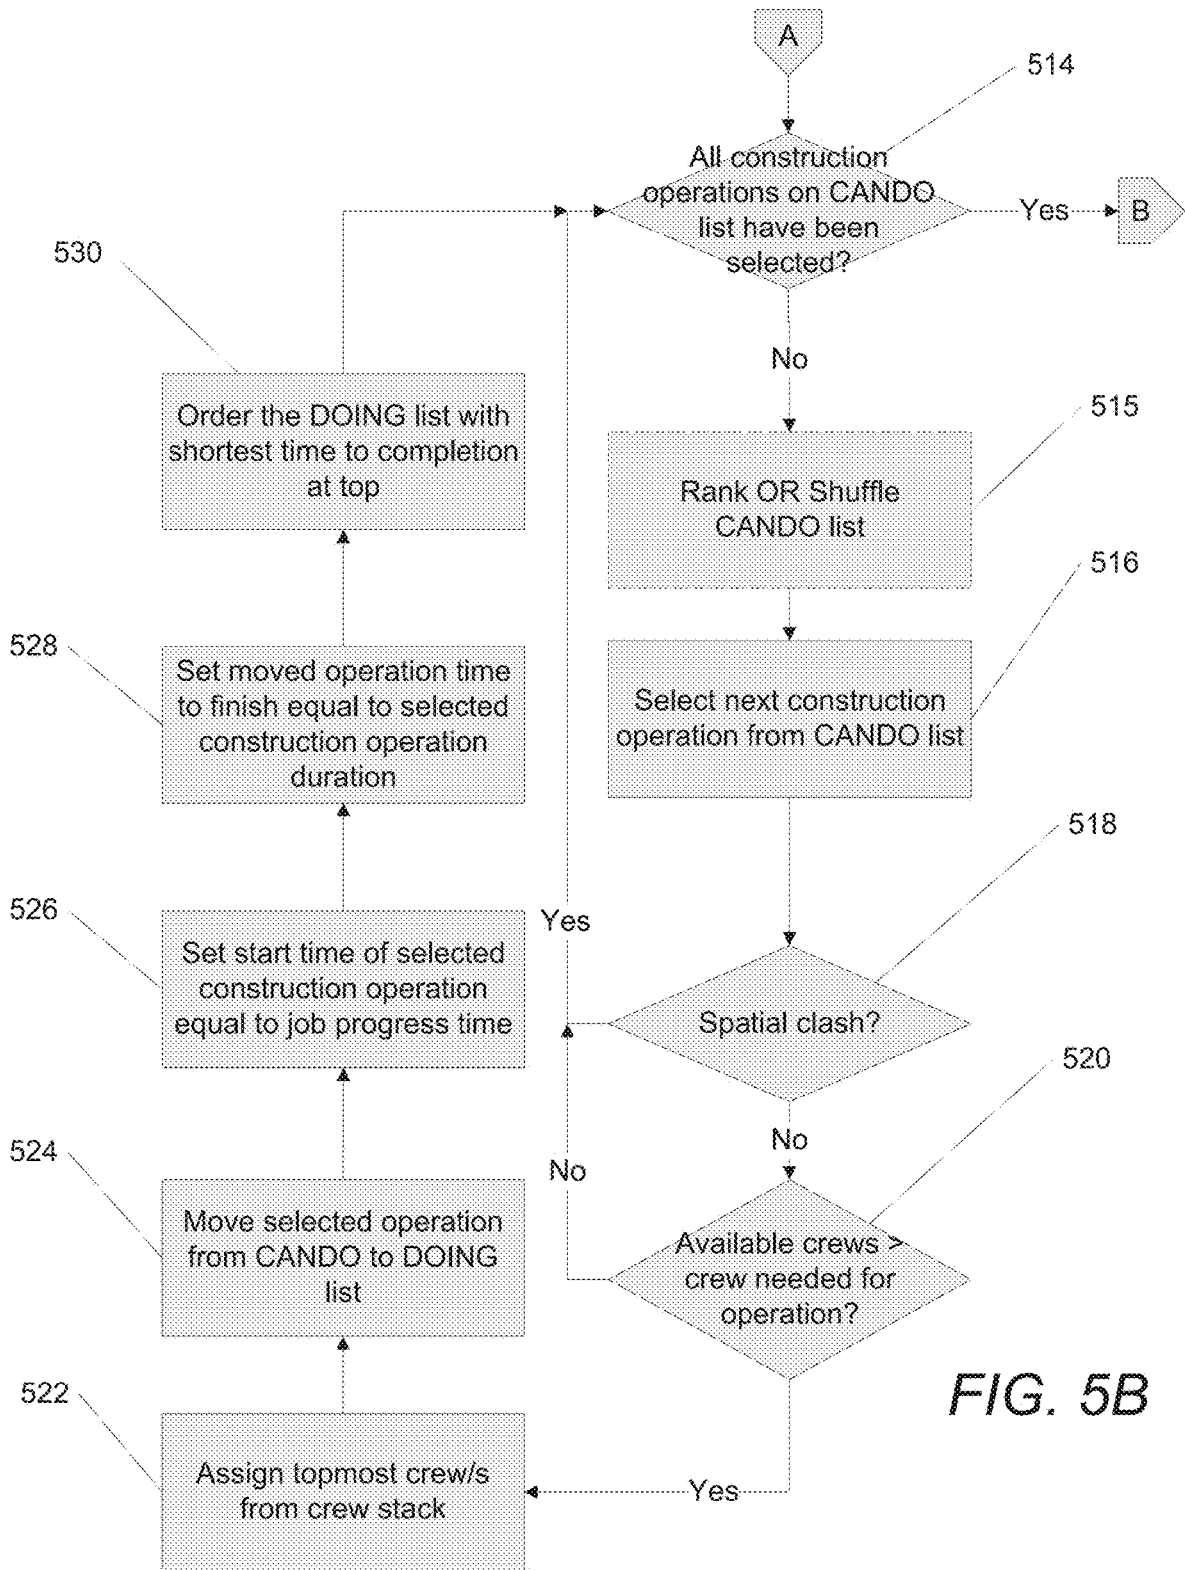 A
514
All construction
operations on CANDO
list have been
selected?
Yes
B
530
No
Order the DOING list with
shortest time to completion
at top
515
Rank OR Shuffle
CANDO list
516
528
Set moved operation time
to finish equal to selected
construction operation
duration
Select next construction
operation from CANDO list
518
526
Yes
Set start time of selected
construction operation
equal to job progress time
Spatial clash?
520
524
No
No
Move selected operation
from CANDO to DOING
list
Available crews >
crew needed for
operation?
522
FIG. 5B
Assign topmost crew/s
from crew stack
Yes